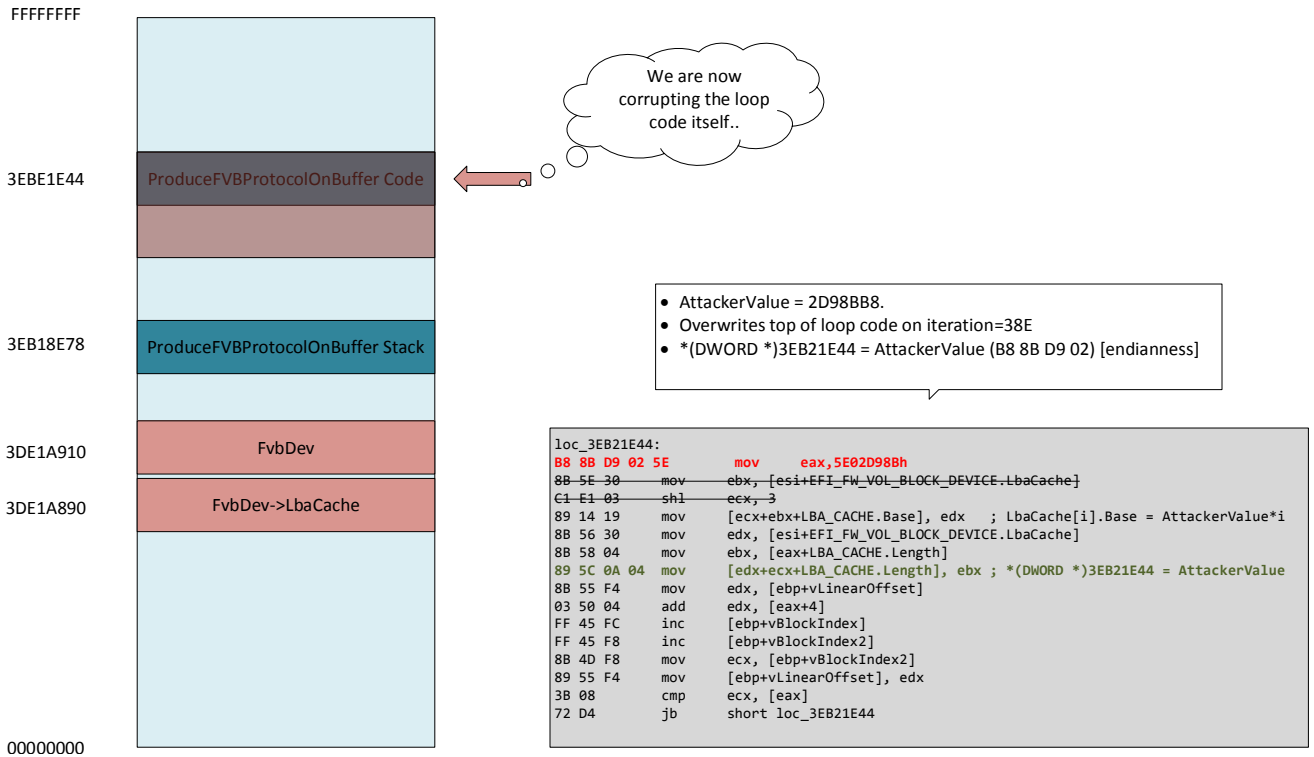 FFFFFFFF
We are now
corrupting the loop
code itself..
3EBE1E44
ProduceFVBProtocolOnBuffer Code
• AttackerValue = 2D98BB8.
• Overwrites top of loop code on iteration=38E
• *(DWORD *)3EB21E44 = AttackerValue (B8 8B D9 02) [endianness]
3EB18E78
ProduceFVBProtocolOnBuffer Stack
3DE1A910
FvbDev
3DE1A890
FvbDev->LbaCache
00000000
loc_3EB21E44:
B8 8B D9 02 5E mov eax,5E02D98Bh
8B 5E 30 mov ebx, [esi+EFI_FW_VOL_BLOCK_DEVICE.LbaCache]
C1 E1 03 shl ecx, 3
89 14 19 mov [ecx+ebx+LBA_CACHE.Base], edx ; LbaCache[i].Base = AttackerValue*i
8B 56 30 mov edx, [esi+EFI_FW_VOL_BLOCK_DEVICE.LbaCache]
8B 58 04 mov ebx, [eax+LBA_CACHE.Length]
89 5C 0A 04 mov [edx+ecx+LBA_CACHE.Length], ebx ; *(DWORD *)3EB21E44 = AttackerValue
8B 55 F4 mov edx, [ebp+vLinearOffset]
03 50 04 add edx, [eax+4]
FF 45 FC inc [ebp+vBlockIndex]
FF 45 F8 inc [ebp+vBlockIndex2]
8B 4D F8 mov ecx, [ebp+vBlockIndex2]
89 55 F4 mov [ebp+vLinearOffset], edx
3B 08 cmp ecx, [eax]
72 D4 jb short loc_3EB21E44